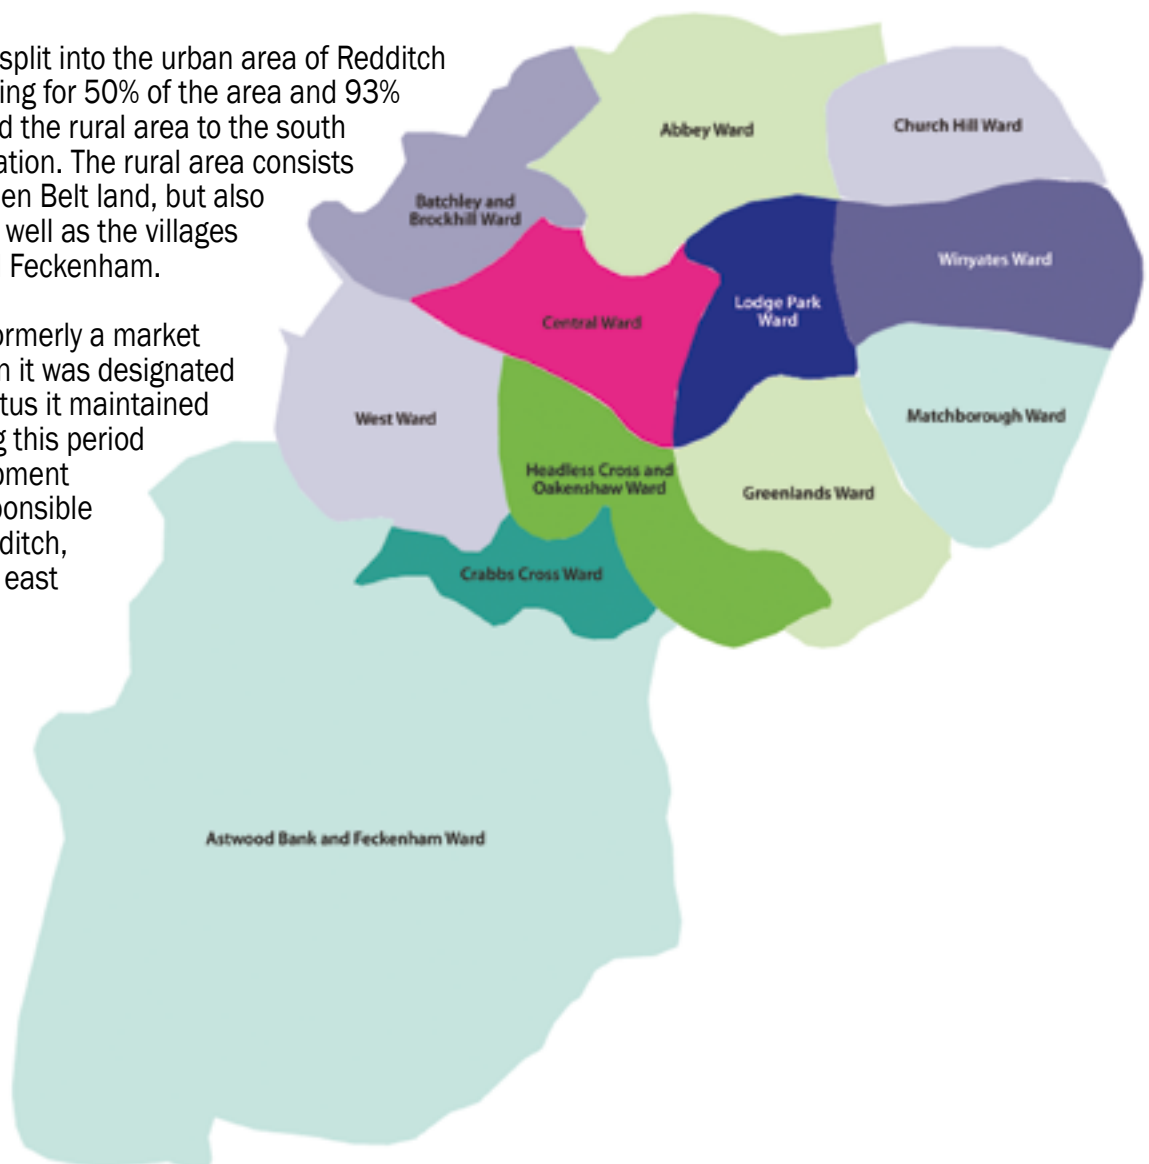 split into the urban area of Redditch
ing for 50% of the area and 93%
d the rural area to the south
ation. The rural area consists
en Belt land, but also
well as the villages
Feckenham.
ormerly a market
n it was designated
tus it maintained
g this period
oment
onsible
ditch,
east
Abbey Ward
Church Hill Ward
Batchley and
Brockhill Ward
Winyates Ward
Lodge Park
Ward
Central Ward
West Ward
Matchborough Ward
Headless Cross and
Oakenshaw Ward
Greenlands Ward
Crabbs Cross Ward
Astwood Bank and Feckenham Ward